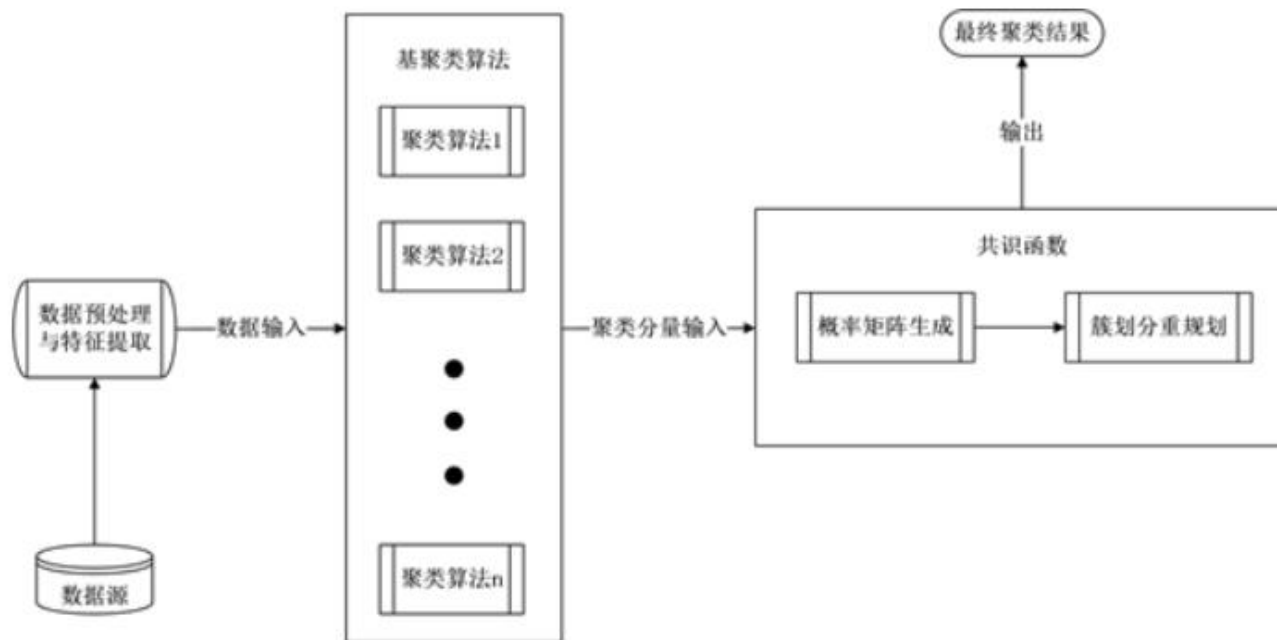 最终聚类结果
基聚类算法
聚类算法1
输出
聚类算法2
共识函数
数据预处理
与特征提取
数据输入
聚类分量输入
概率矩阵生成
簇划分重规划
聚类算法n
数据源